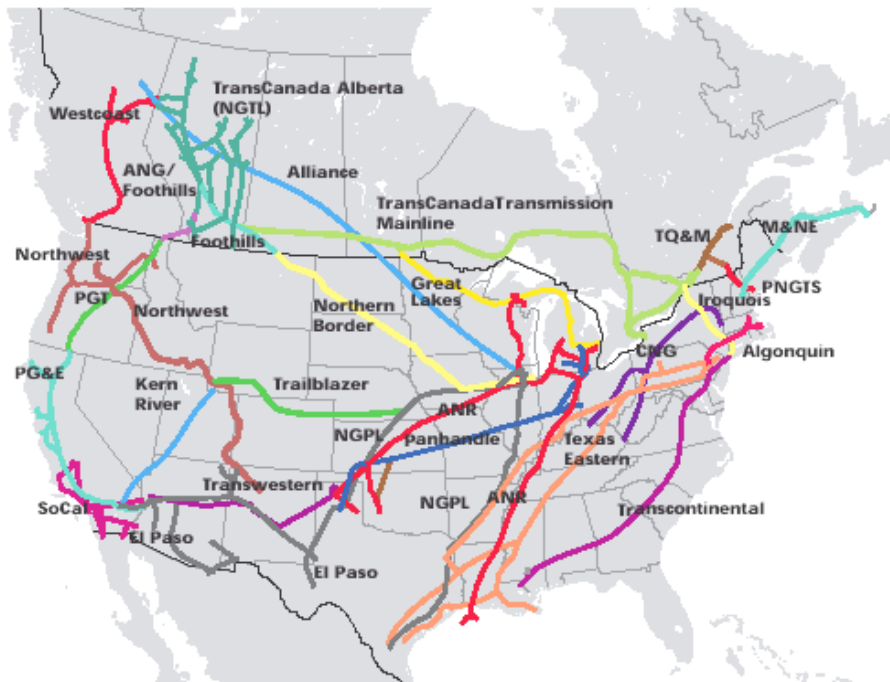 TransCanada Alberta
(NGTL)
Westcoast
ANG/
Foothills
Alliance
TransCanadaTransmission
Mainline
TQ&M
M&NE
Northwest
Foothills
PGT
Northwest
Northern
Border
Great
Lakes
Iroquois
PNGTS
PG&E
Kern
River
Trailblazer
CNG
Algonquin
ANR
NGPL
Panhandle
Texas
Eastern
Transwestern
SoCal
NGPL
ANR
Transcontinental
El Paso
El Paso